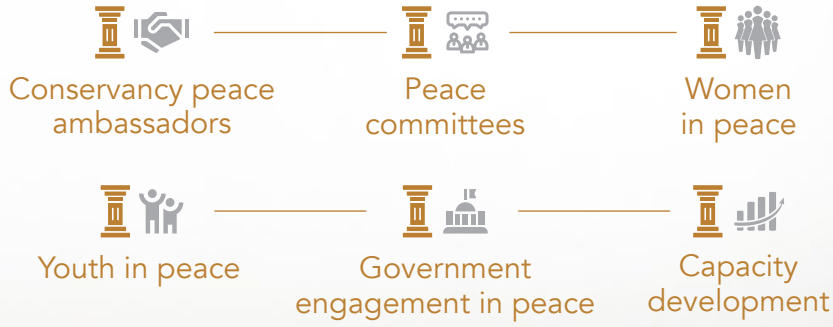 Conservancy peace
ambassadors
Peace
committees
Women
in peace
Youth in peace
Government
engagement in peace
Capacity
development